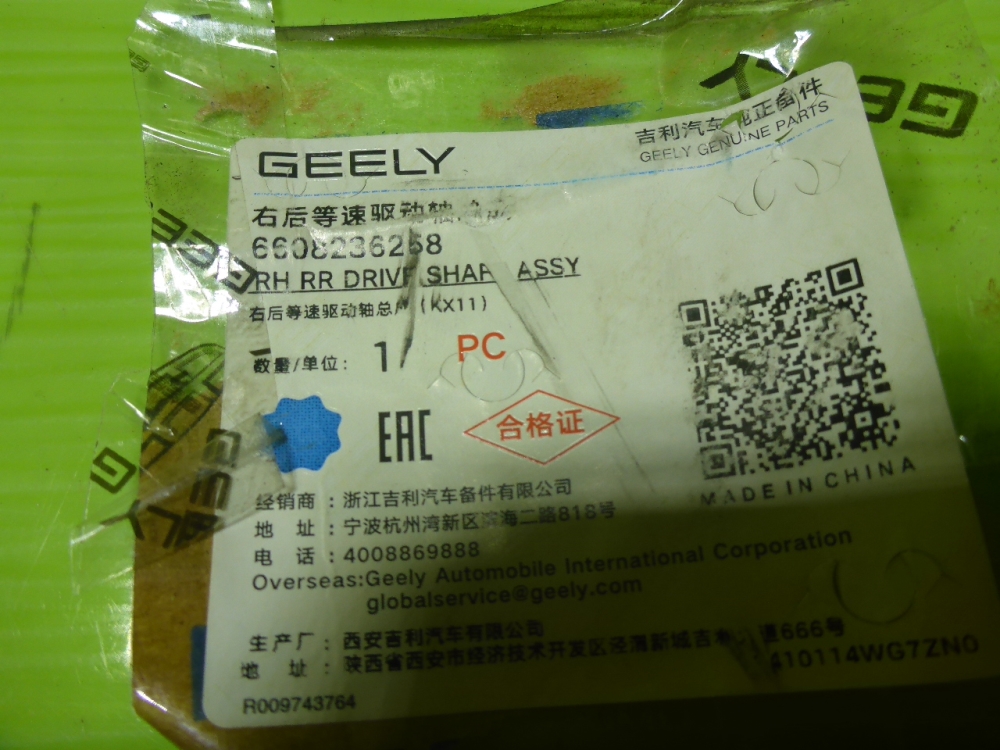 GEELY
吉利汽车纯正备件
GEELY GENUINE PARTS
右后等速驱动轴
6608236258
RH RR DRIVE SHAFT ASSY
右后等速驱动轴总成(KX11)
数量/单位: 1 PC
EAC
合格证
MADE IN CHINA
经销商:浙江吉利汽车备件有限公司
地 址:宁波杭州湾新区滨海二路818号
电 话:4008869888
Overseas:Geely Automobile International Corporation
globalservice@geely.com
生产厂:西安吉利汽车有限公司
地 址:陕西省西安市经济技术开发区泾渭新城吉 道666号
410114WG7ZN0
R009743764
GEELY
GEELY
GEELY